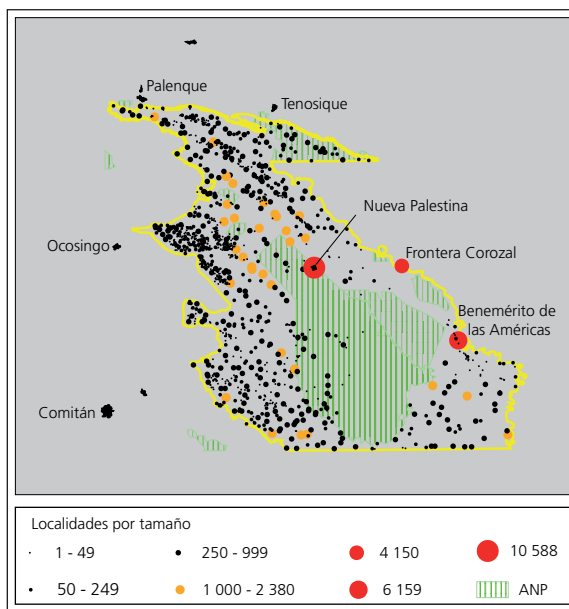 Palenque
Tenosique
Nueva Palestina
Ocosingo
Frontera Corozal
Benemérito de
las Américas
Comitán
Localidades por tamaño
1 - 49
250 - 999
4 150
10 588
50 - 249
1 000 - 2 380
6 159
ANP